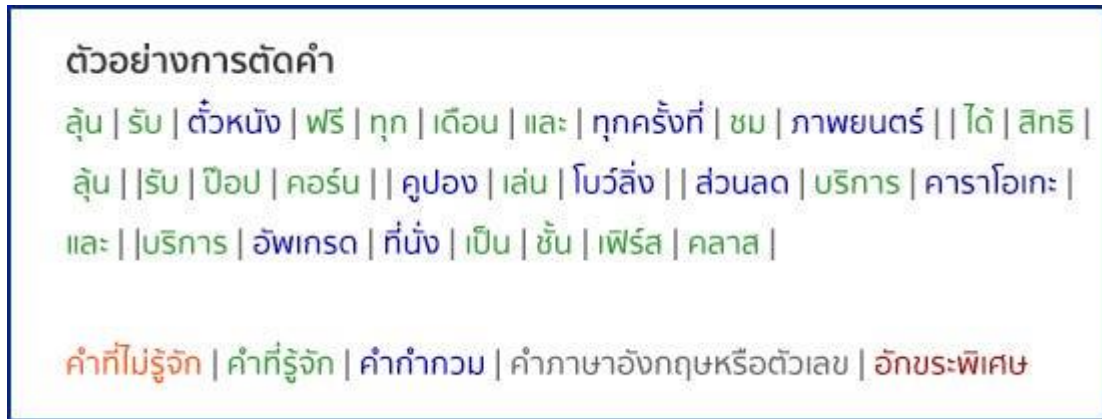 ตัวอย่างการตัดคำ
ลุ้น | รับ | ตั๋วหนัง | ฟรี | ทุก | เดือน | และ | ทุกครั้งที่ | ชม | ภาพยนตร์ | | ได้ | สิทธิ |
ลุ้น | |รับ | ป๊อป | คอร์น | | คูปอง | เล่น | โบว์ลิ่ง | | ส่วนลด | บริการ | คาราโอเกะ |
และ | |บริการ | อัพเกรด | ที่นั่ง | เป็น | ชั้น | เฟิร์ส | คลาส |
คำที่ไม่รู้จัก | คำที่รู้จัก | คำกำกวม | คำภาษาอังกฤษหรือตัวเลข | อักขระพิเศษ